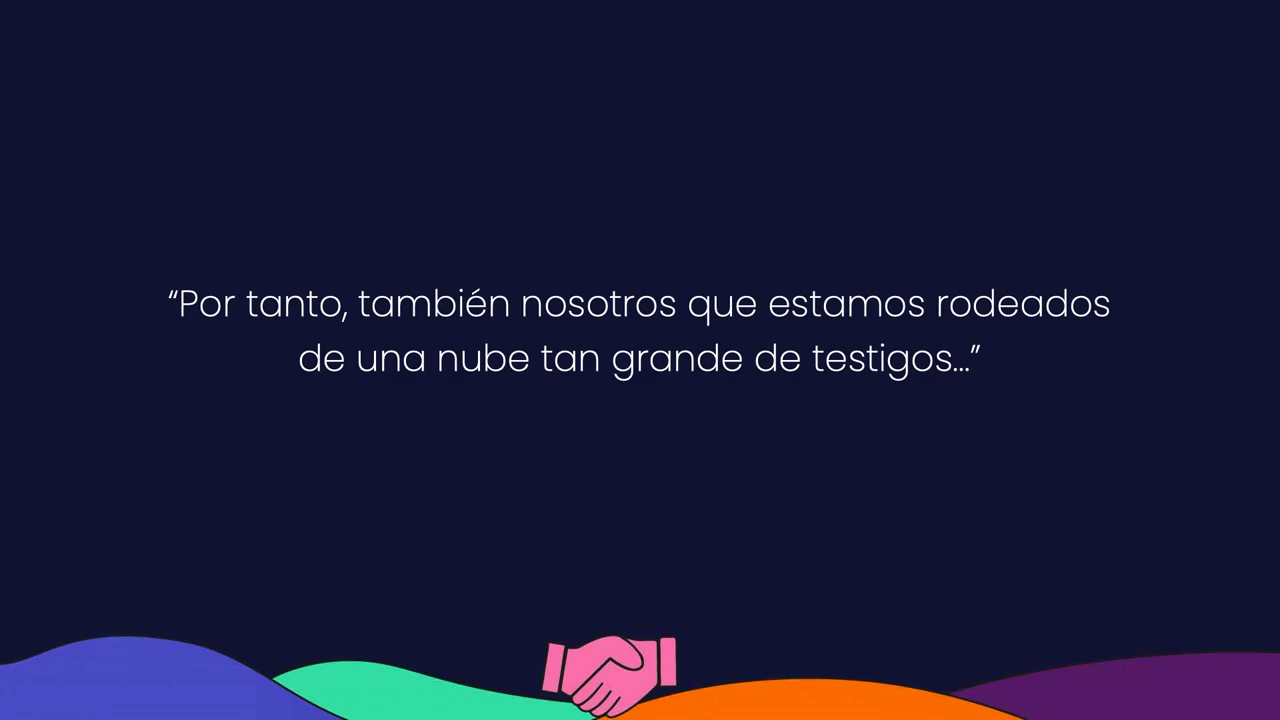 “Por tanto, también nosotros que estamos rodeados
de una nube tan grande de testigos...”